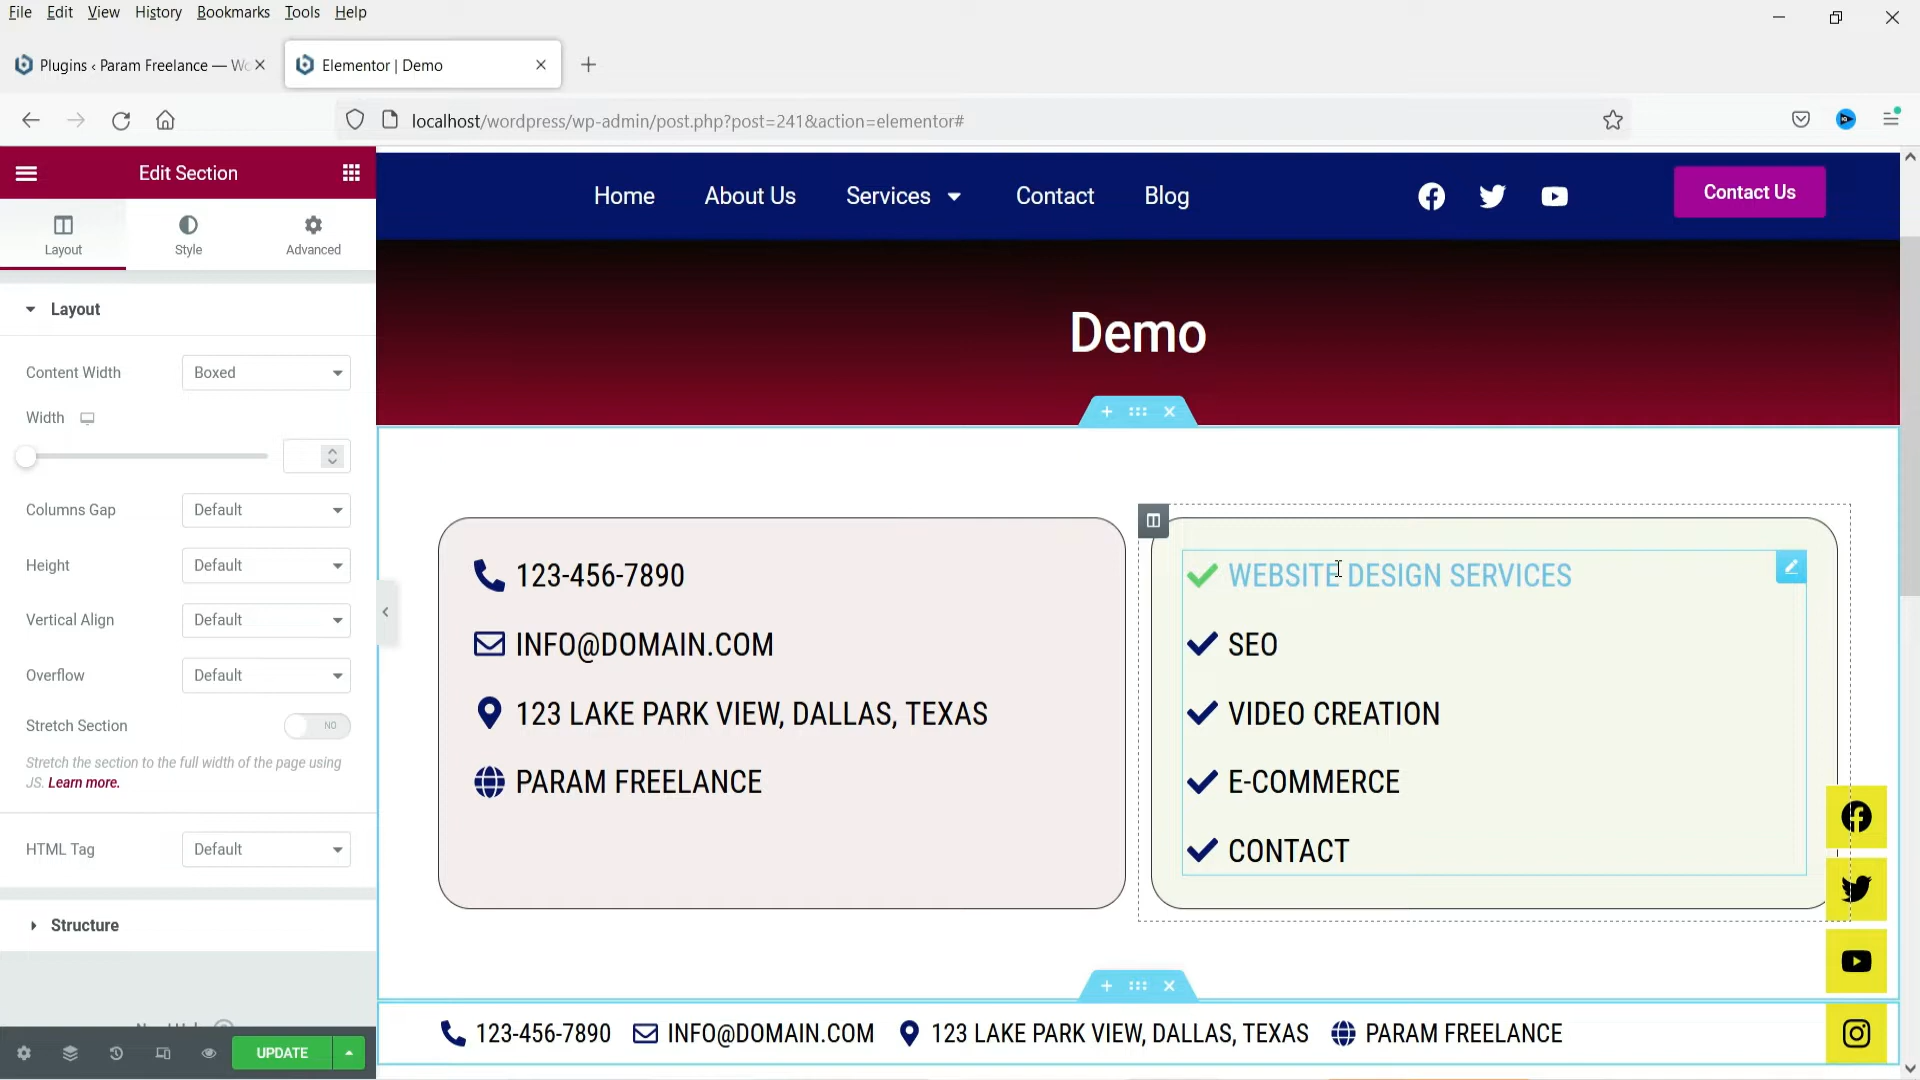 File Edit View History Bookmarks Tools Help
Plugins ‹ Param Freelance — Wo
Elementor | Demo
localhost/wordpress/wp-admin/post.php?post=241&action=elementor#
Edit Section
Layout Style Advanced
Layout
Content Width Boxed
Width
Columns Gap Default
Height Default
Vertical Align Default
Overflow Default
Stretch Section NO
Stretch the section to the full width of the page using
JS. Learn more.
HTML Tag Default
Structure
UPDATE
Home About Us Services Contact Blog Contact Us
Demo
123-456-7890
INFO@DOMAIN.COM
123 LAKE PARK VIEW, DALLAS, TEXAS
PARAM FREELANCE
WEBSITE DESIGN SERVICES
SEO
VIDEO CREATION
E-COMMERCE
CONTACT
123-456-7890 INFO@DOMAIN.COM 123 LAKE PARK VIEW, DALLAS, TEXAS PARAM FREELANCE